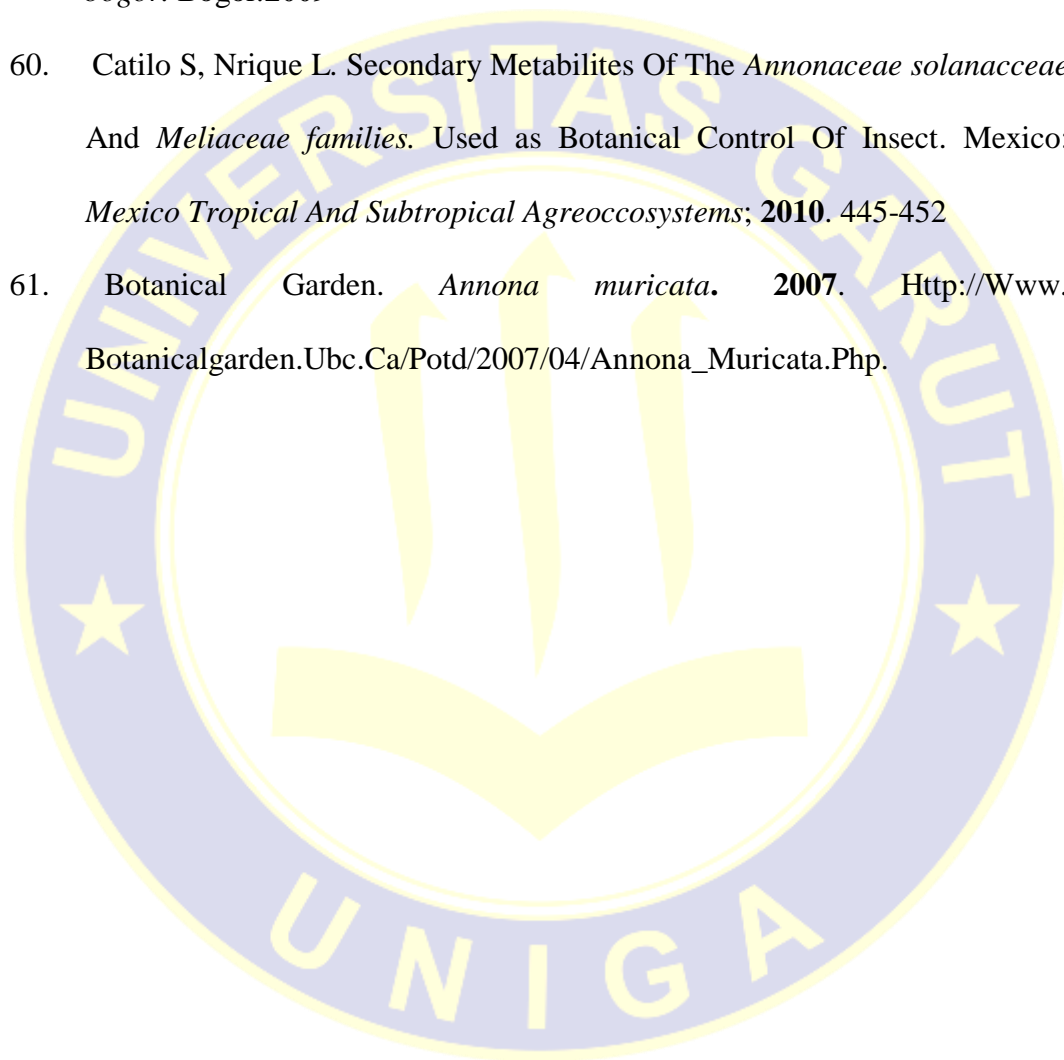 60. Catilo S, Nrique L. Secondary Metabilites Of The Annonaceae solanacceae
And Meliaceae families. Used as Botanical Control Of Insect. Mexico:
Mexico Tropical And Subtropical Agreoccosystems; 2010. 445-452
61. Botanical Garden. Annona muricata. 2007. Http://Www.
Botanicalgarden.Ubc.Ca/Potd/2007/04/Annona_Muricata.Php.
UNIVERSITAS GARUT
UNIGA